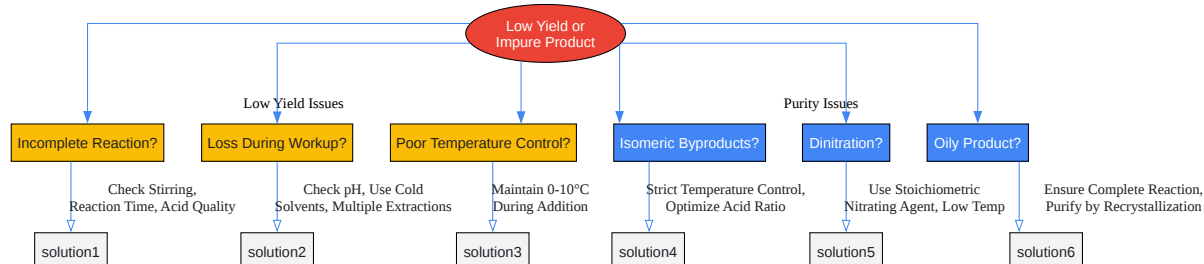 Low Yield or
Impure Product
Low Yield Issues
Purity Issues
Incomplete Reaction?
Loss During Workup?
Poor Temperature Control?
Isomeric Byproducts?
Dinitration?
Oily Product?
Check Stirring,
Reaction Time, Acid Quality
Check pH, Use Cold
Solvents, Multiple Extractions
Maintain 0-10°C
During Addition
Strict Temperature Control,
Optimize Acid Ratio
Use Stoichiometric
Nitrating Agent, Low Temp
Ensure Complete Reaction,
Purify by Recrystallization
solution1
solution2
solution3
solution4
solution5
solution6